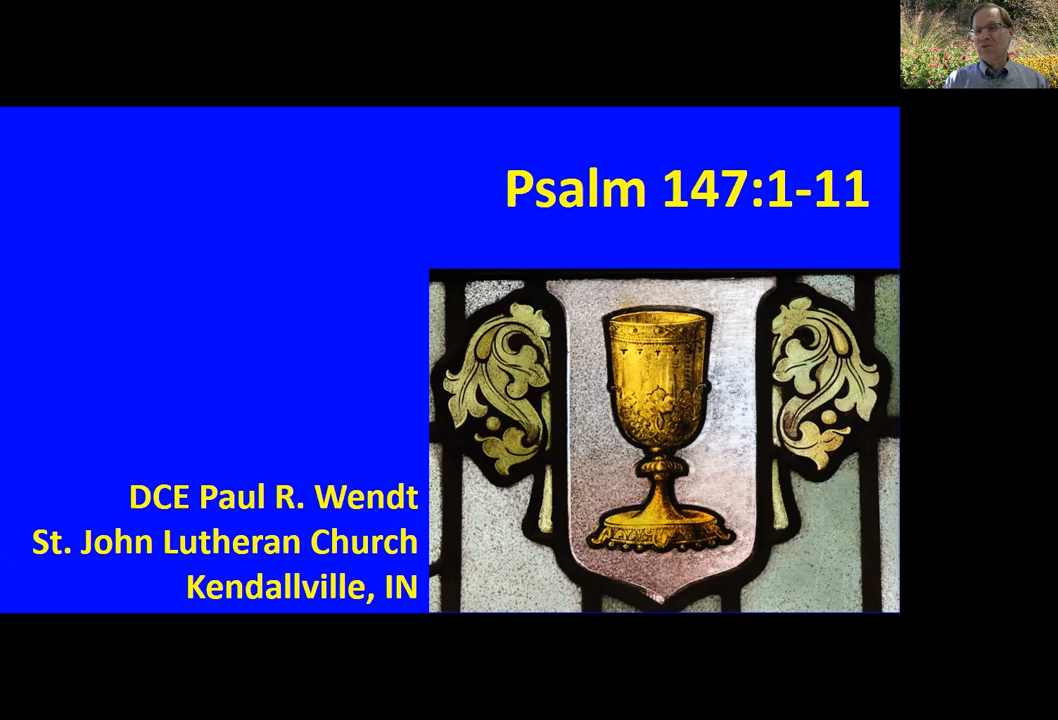 Psalm 147:1-11
DCE Paul R. Wendt
St. John Lutheran Church
Kendallville, IN